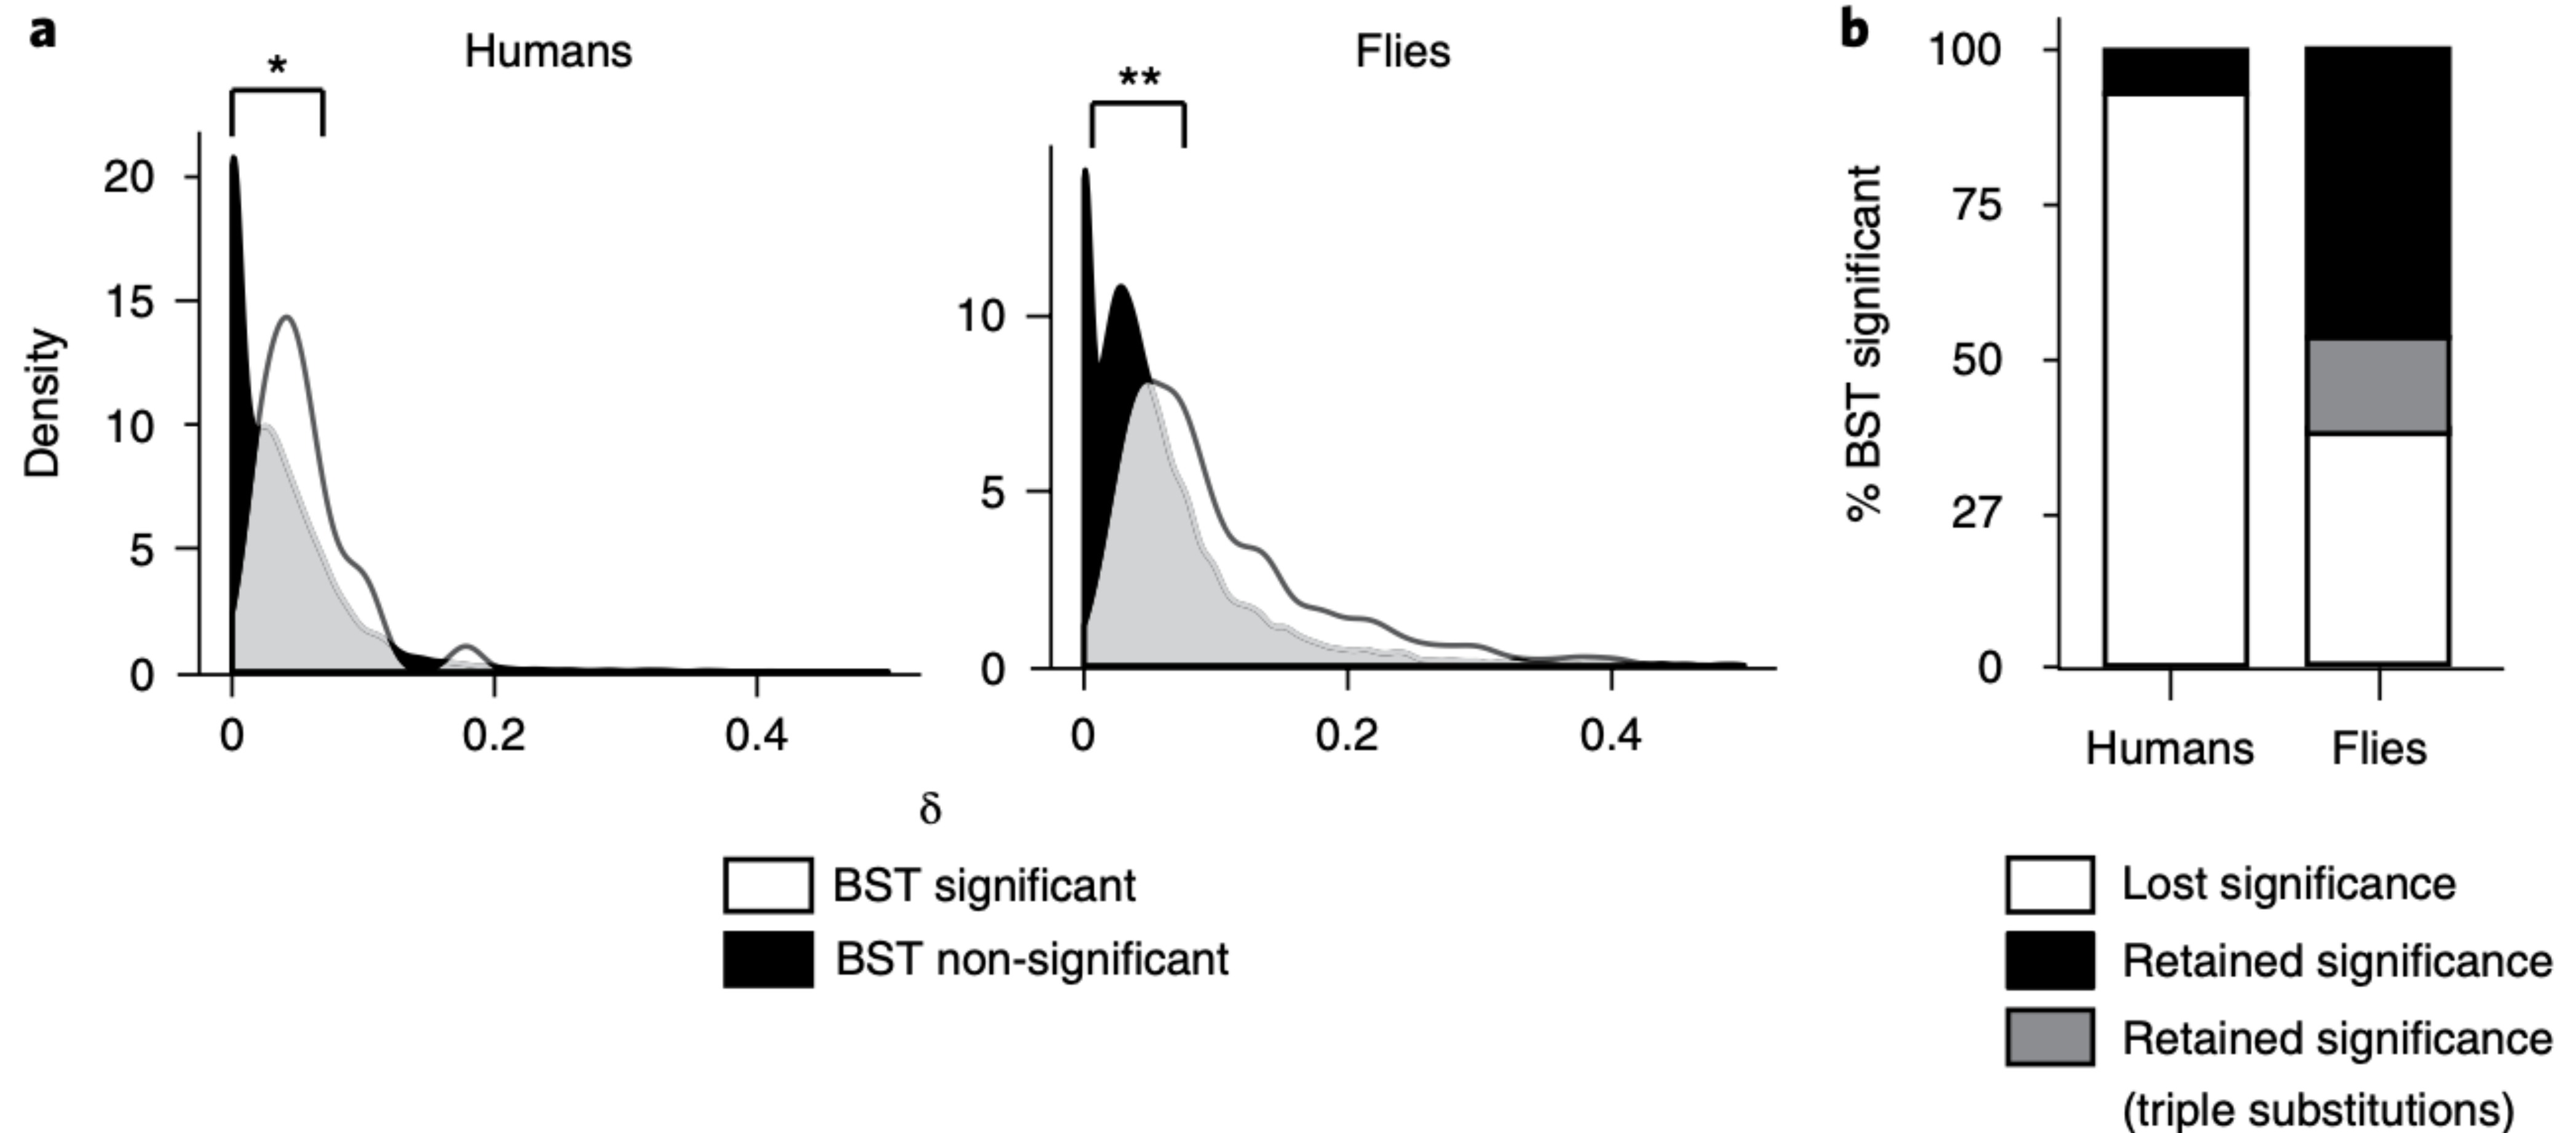 a
Humans
Flies
*
**
Density
20
15
10
5
0
10
5
0
0
0.2
0.4
0
0.2
0.4
δ
BST significant
BST non-significant
b
% BST significant
100
75
50
27
0
Humans
Flies
Lost significance
Retained significance
Retained significance
(triple substitutions)